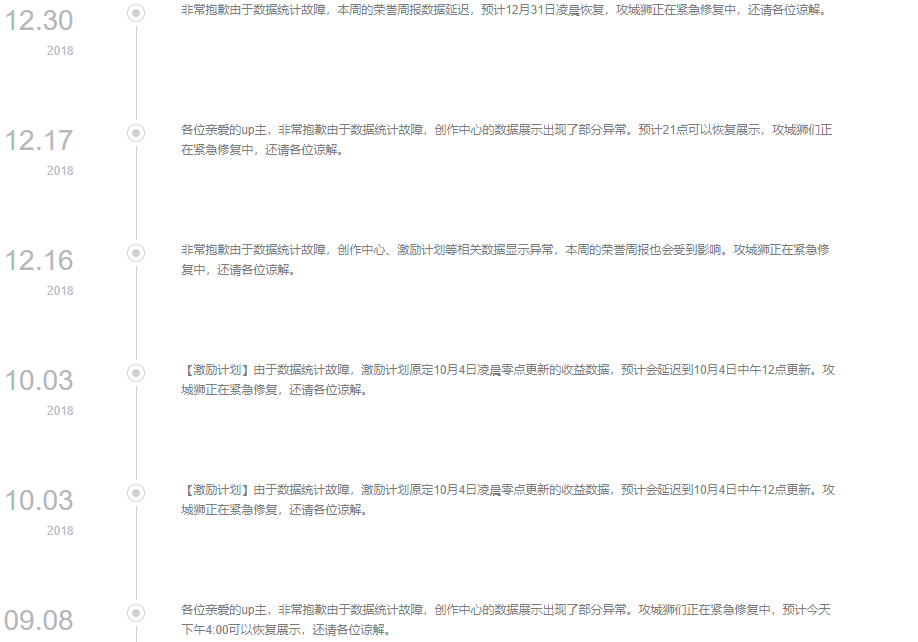 12.30
2018
非常抱歉由于数据统计故障，本周的荣誉周报数据延迟，预计12月31日凌晨恢复，攻城狮正在紧急修复中，还请各位谅解。
12.17
2018
各位亲爱的up主，非常抱歉由于数据统计故障，创作中心的数据展示出现了部分异常。预计21点可以恢复展示，攻城狮们正
在紧急修复中，还请各位谅解。
12.16
2018
非常抱歉由于数据统计故障，创作中心、激励计划等相关数据显示异常，本周的荣誉周报也会受到影响。攻城狮正在紧急修
复中，还请各位谅解。
10.03
2018
【激励计划】由于数据统计故障，激励计划原定10月4日凌晨零点更新的收益数据，预计会延迟到10月4日中午12点更新。攻
城狮正在紧急修复，还请各位谅解。
10.03
2018
【激励计划】由于数据统计故障，激励计划原定10月4日凌晨零点更新的收益数据，预计会延迟到10月4日中午12点更新。攻
城狮正在紧急修复，还请各位谅解。
09.08
各位亲爱的up主，非常抱歉由于数据统计故障，创作中心的数据展示出现了部分异常。攻城狮们正在紧急修复中，预计今天
下午4:00可以恢复展示，还请各位谅解。